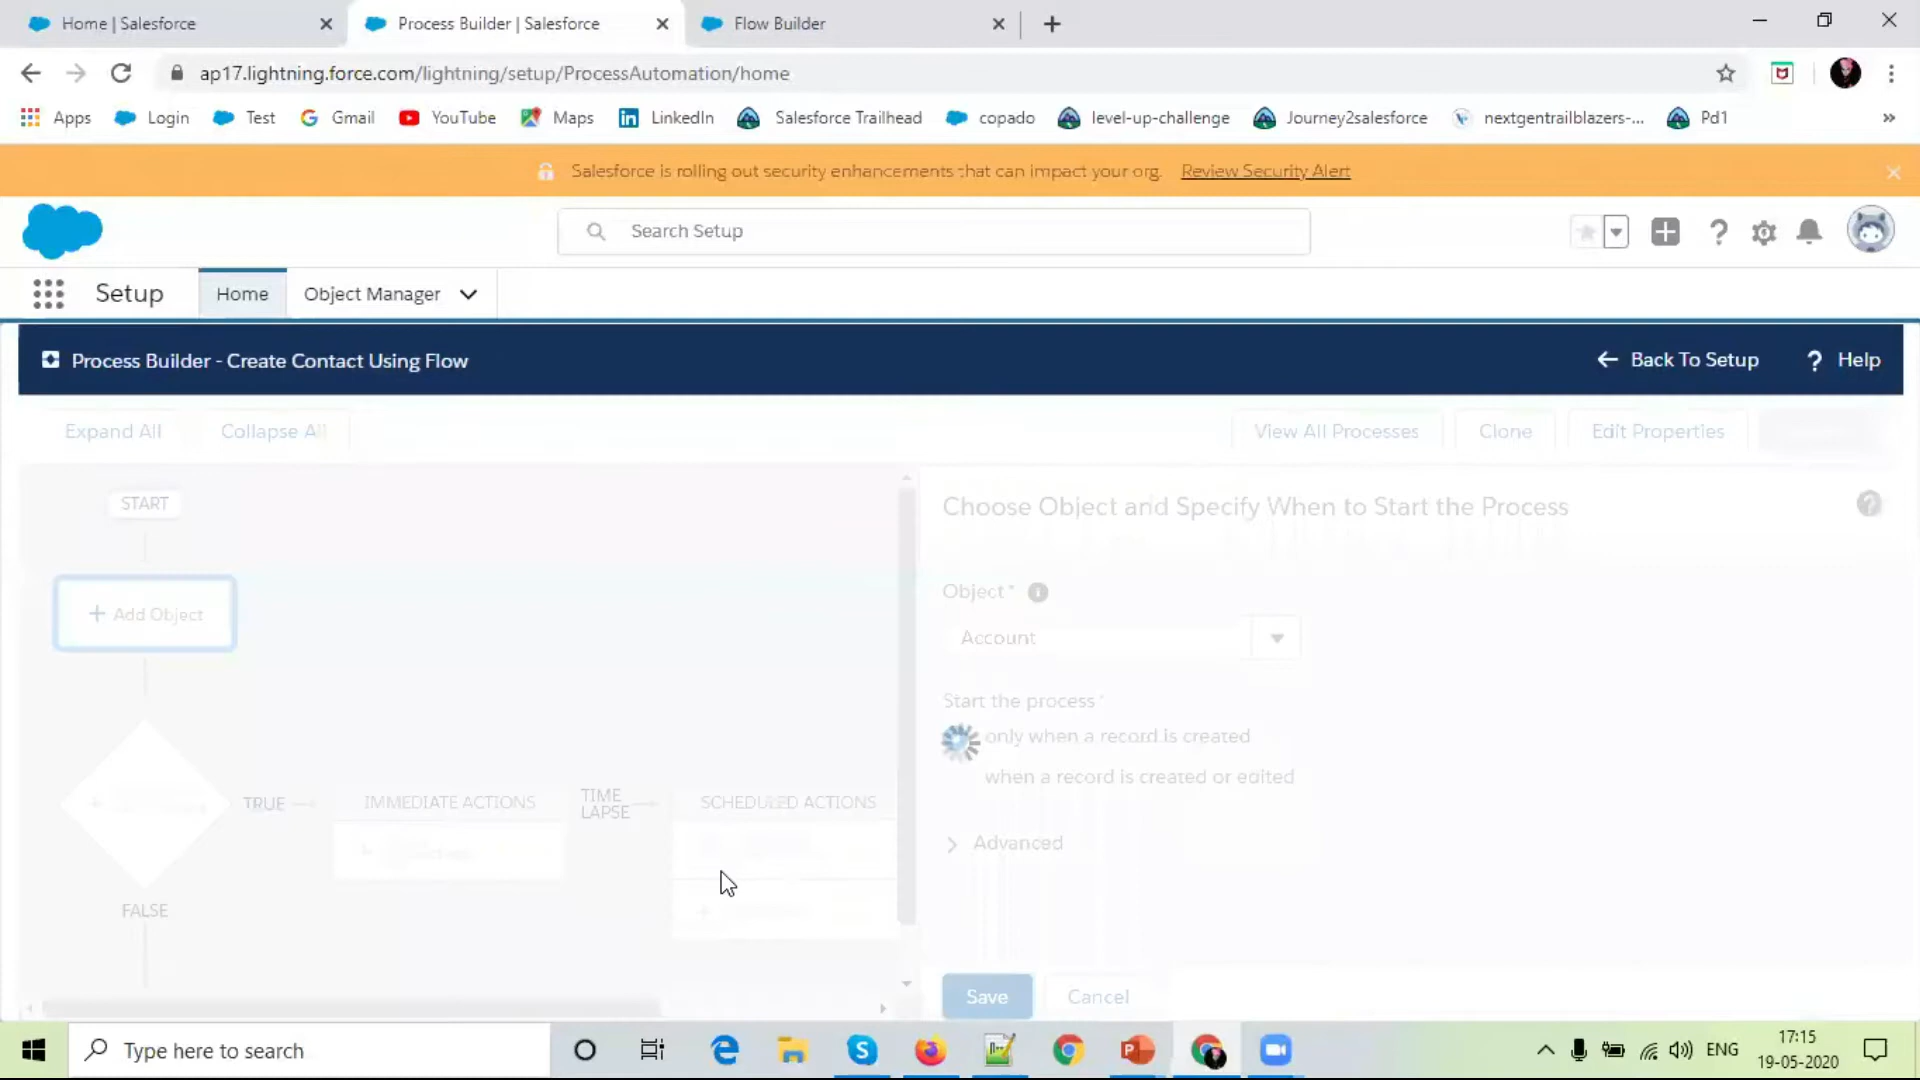 Home | Salesforce
Process Builder | Salesforce
Flow Builder
ap17.lightning.force.com/lightning/setup/ProcessAutomation/home
Apps
Login
Test
Gmail
YouTube
Maps
LinkedIn
Salesforce Trailhead
copado
level-up-challenge
Journey2salesforce
nextgentrailblazers-...
Pd1
»
Salesforce is rolling out security enhancements that can impact your org. Review Security Alert
Search Setup
Setup
Home
Object Manager
Process Builder - Create Contact Using Flow
Back To Setup
? Help
Expand All
Collapse All
View All Processes
Clone
Edit Properties
START
+ Add Object
TRUE
IMMEDIATE ACTIONS
TIME
LAPSE
SCHEDULED ACTIONS
FALSE
Choose Object and Specify When to Start the Process
Object*
Account
Start the process*
only when a record is created
when a record is created or edited
Advanced
Save
Cancel
Type here to search
ENG
17:15
19-05-2020